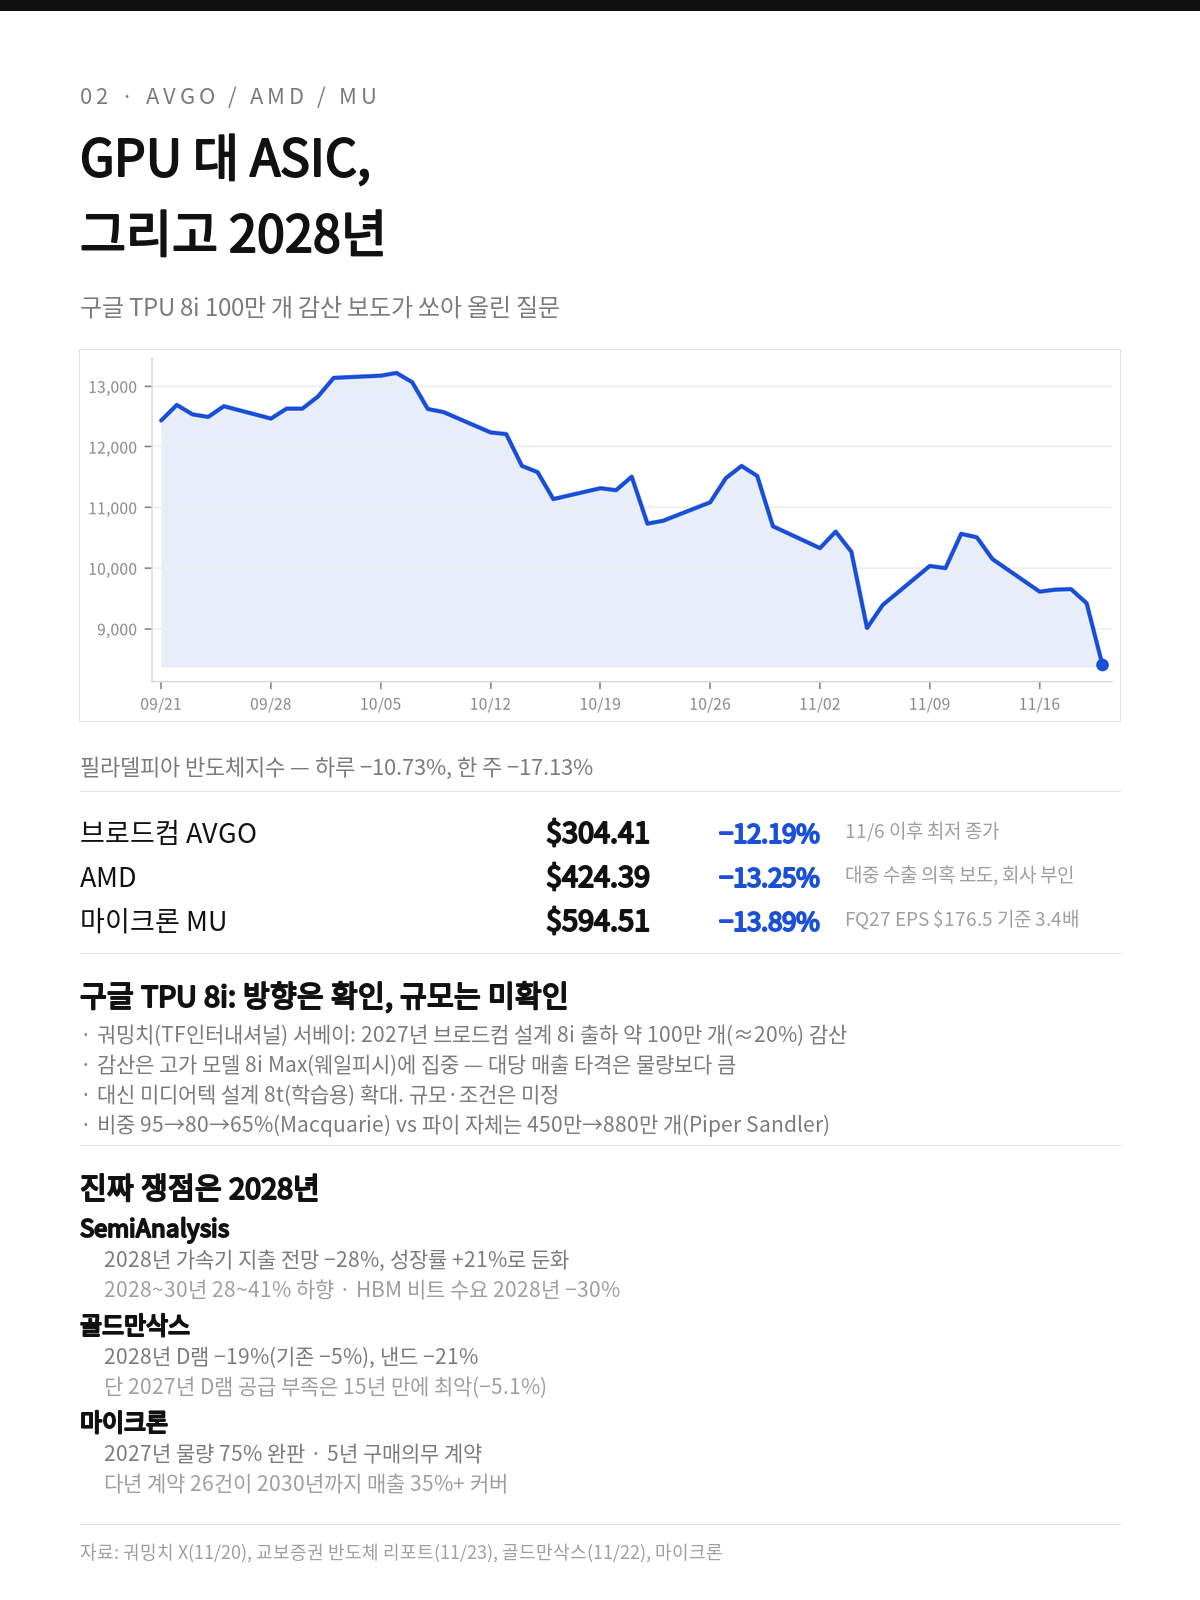 02 · AVGO / AMD / MU
GPU 대 ASIC,
그리고 2028년
구글 TPU 8i 100만 개 감산 보도가 쏘아 올린 질문
13,000
12,000
11,000
10,000
9,000
09/21 09/28 10/05 10/12 10/19 10/26 11/02 11/09 11/16
필라델피아 반도체지수 — 하루 −10.73%, 한 주 −17.13%
브로드컴 AVGO $304.41 −12.19% 11/6 이후 최저 종가
AMD $424.39 −13.25% 대중 수출 의혹 보도, 회사 부인
마이크론 MU $594.51 −13.89% FQ27 EPS $176.5 기준 3.4배
구글 TPU 8i: 방향은 확인, 규모는 미확인
· 궈밍치(TF인터내셔널) 서베이: 2027년 브로드컴 설계 8i 출하 약 100만 개(≈20%) 감산
· 감산은 고가 모델 8i Max(웨일피시)에 집중 — 대당 매출 타격은 물량보다 큼
· 대신 미디어텍 설계 8t(학습용) 확대. 규모·조건은 미정
· 비중 95→80→65%(Macquarie) vs 파이 자체는 450만→880만 개(Piper Sandler)
진짜 쟁점은 2028년
SemiAnalysis
2028년 가속기 지출 전망 −28%, 성장률 +21%로 둔화
2028~30년 28~41% 하향 · HBM 비트 수요 2028년 −30%
골드만삭스
2028년 D램 −19%(기존 −5%), 낸드 −21%
단 2027년 D램 공급 부족은 15년 만에 최악(−5.1%)
마이크론
2027년 물량 75% 완판 · 5년 구매의무 계약
다년 계약 26건이 2030년까지 매출 35%+ 커버
자료: 궈밍치 X(11/20), 교보증권 반도체 리포트(11/23), 골드만삭스(11/22), 마이크론